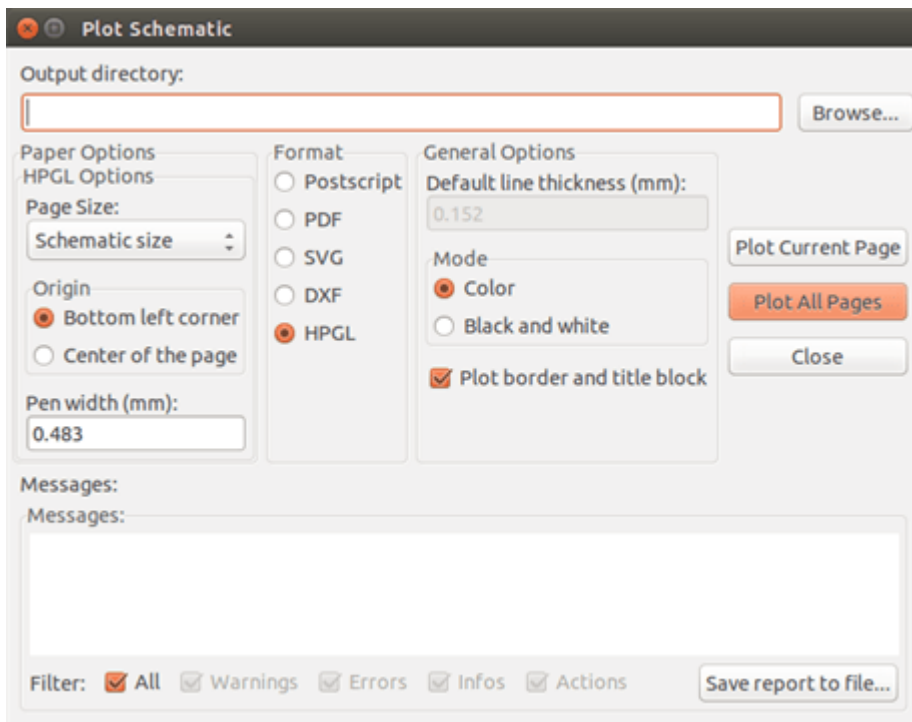 Plot Schematic
Output directory:
Browse...
Paper Options
HPGL Options
Page Size:
Schematic size
Origin
Bottom left corner
Center of the page
Pen width (mm):
0.483
Format
Postscript
PDF
SVG
DXF
HPGL
General Options
Default line thickness (mm):
0.152
Mode
Color
Black and white
Plot border and title block
Plot Current Page
Plot All Pages
Close
Messages:
Messages:
Filter: All Warnings Errors Infos Actions
Save report to file...